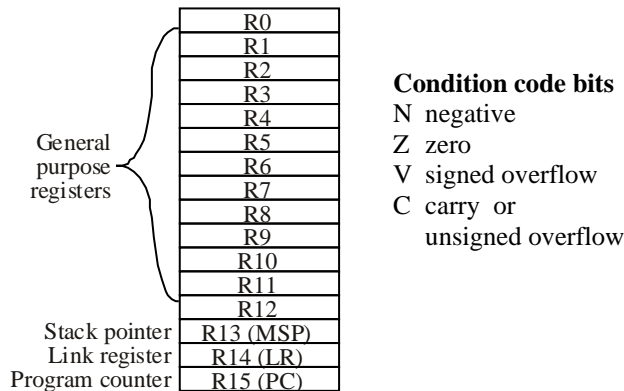 R0
R1
R2
R3
R4
R5
R6
R7
R8
R9
R10
R11
R12
General
purpose
registers
Stack pointer R13 (MSP)
Link register R14 (LR)
Program counter R15 (PC)
Condition code bits
N negative
Z zero
V signed overflow
C carry or
unsigned overflow